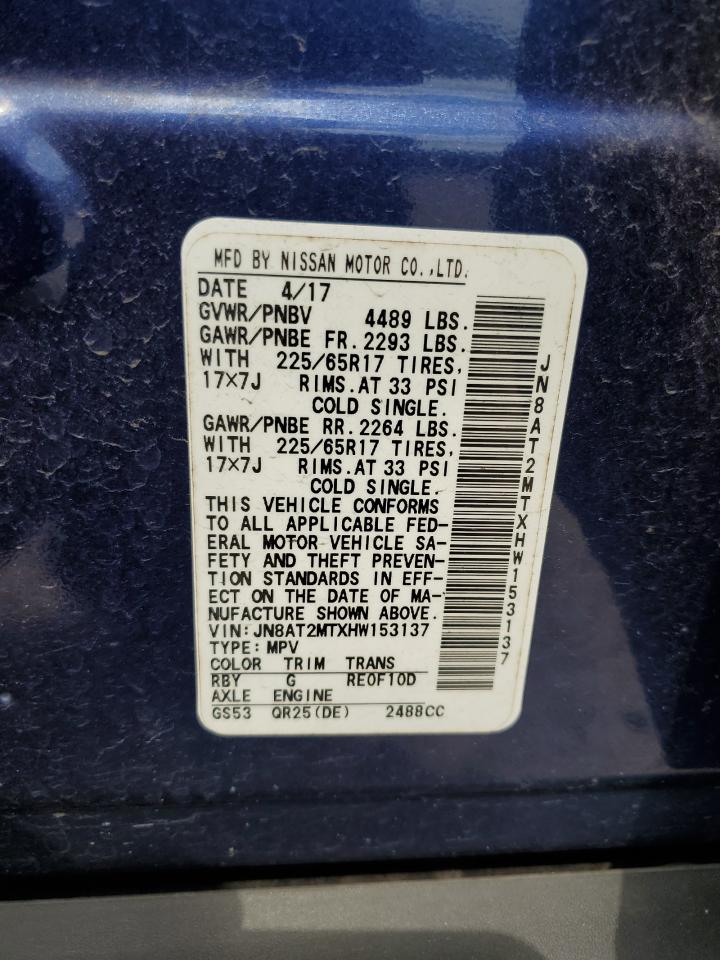 MFD BY NISSAN MOTOR CO.,LTD.
DATE 4/17
GVWR/PNBV 4489 LBS.
GAWR/PNBE FR. 2293 LBS.
WITH 225/65R17 TIRES,
17×7J RIMS.AT 33 PSI
COLD SINGLE.
GAWR/PNBE RR. 2264 LBS.
WITH 225/65R17 TIRES,
17×7J RIMS.AT 33 PSI
COLD SINGLE.
THIS VEHICLE CONFORMS
TO ALL APPLICABLE FED-
ERAL MOTOR VEHICLE SA-
FETY AND THEFT PREVEN-
TION STANDARDS IN EFF-
ECT ON THE DATE OF MA-
NUFACTURE SHOWN ABOVE.
VIN:JN8AT2MTXHW153137
TYPE:MPV
COLOR TRIM TRANS
RBY G RE0F10D
AXLE ENGINE
GS53 QR25(DE) 2488CC
JN8AT2MTXHW153137